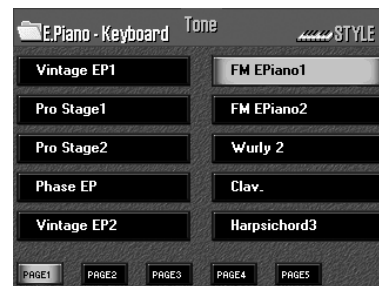 E.Piano - Keyboard Tone STYLE
Vintage EP1 FM EPiano1
Pro Stage1 FM EPiano2
Pro Stage2 Wurly 2
Phase EP Clav.
Vintage EP2 Harpsichord3
PAGE1 PAGE2 PAGE3 PAGE4 PAGE5